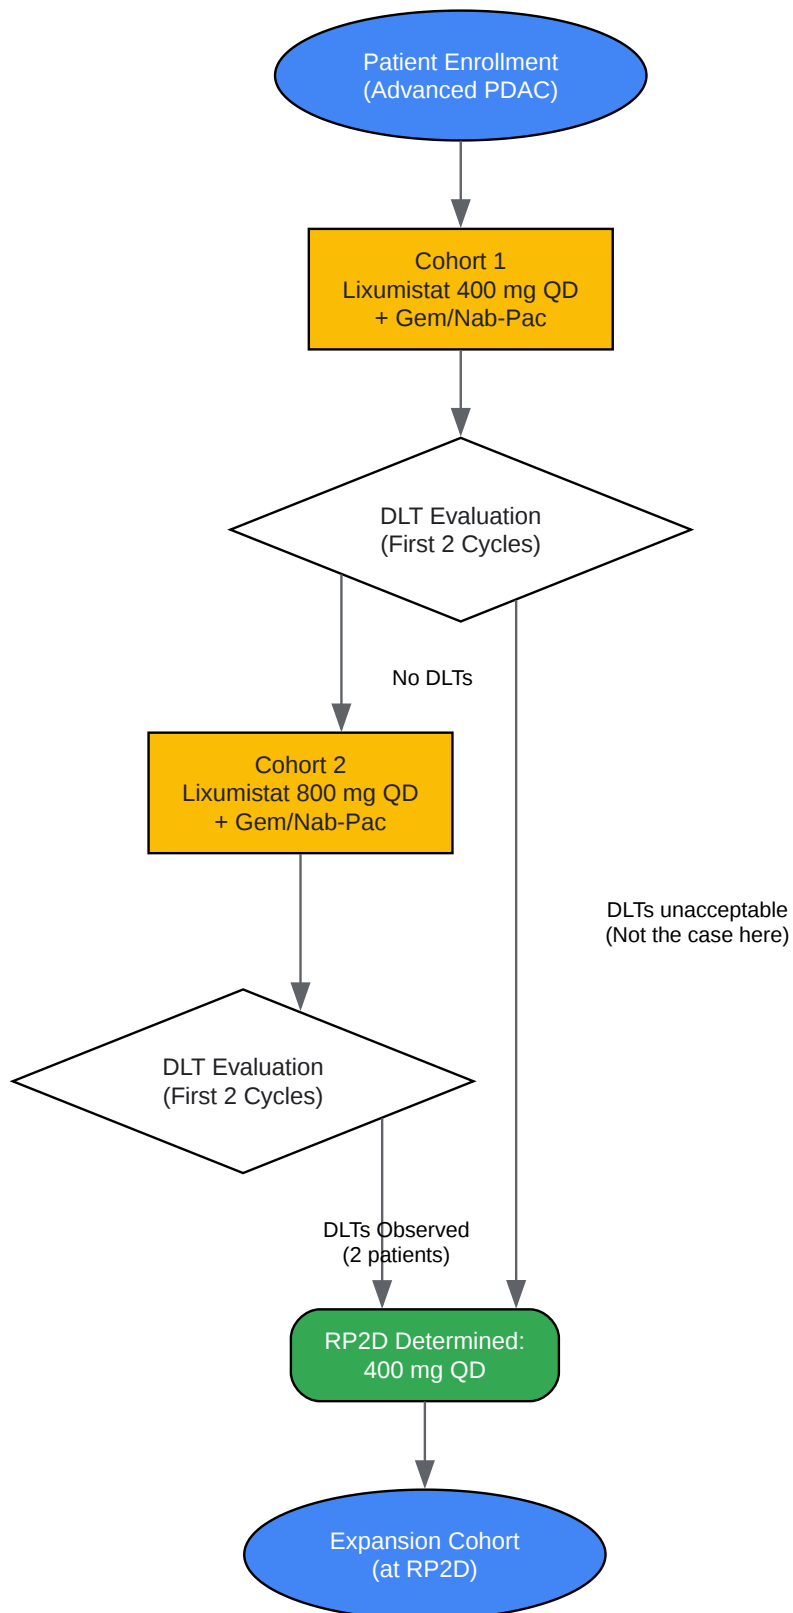 Patient Enrollment
(Advanced PDAC)
Cohort 1
Lixumistat 400 mg QD
+ Gem/Nab-Pac
DLT Evaluation
(First 2 Cycles)
No DLTs
Cohort 2
Lixumistat 800 mg QD
+ Gem/Nab-Pac
DLTs unacceptable
(Not the case here)
DLT Evaluation
(First 2 Cycles)
DLTs Observed
(2 patients)
RP2D Determined:
400 mg QD
Expansion Cohort
(at RP2D)